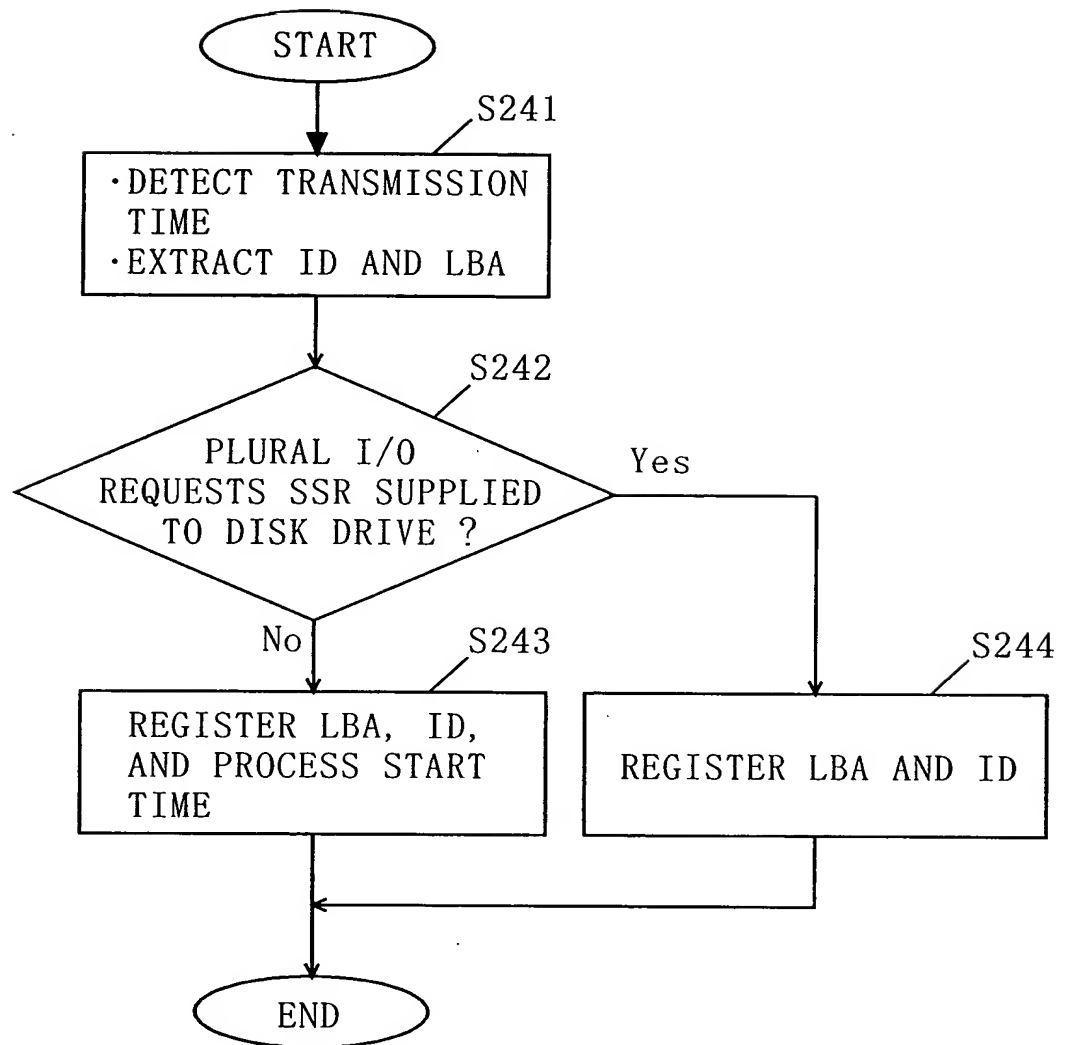 START
S241
·DETECT TRANSMISSION
TIME
·EXTRACT ID AND LBA
S242
PLURAL I/O
REQUESTS SSR SUPPLIED
TO DISK DRIVE ?
Yes
No
S243
REGISTER LBA, ID,
AND PROCESS START
TIME
S244
REGISTER LBA AND ID
END